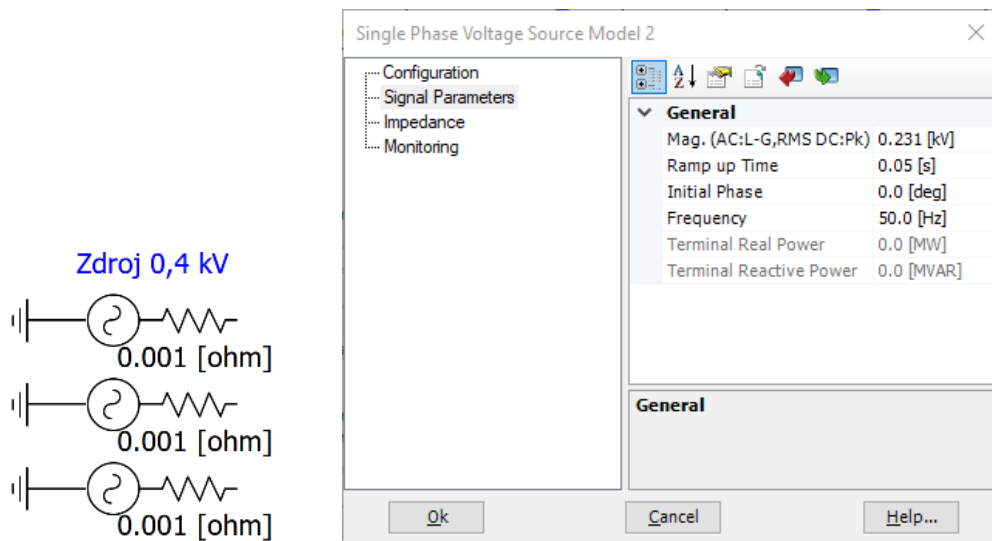 Zdroj 0,4 kV
0.001 [ohm]
0.001 [ohm]
0.001 [ohm]
Single Phase Voltage Source Model 2
Configuration
Signal Parameters
Impedance
Monitoring
General
Mag. (AC:L-G,RMS DC:Pk) 0.231 [kV]
Ramp up Time 0.05 [s]
Initial Phase 0.0 [deg]
Frequency 50.0 [Hz]
Terminal Real Power 0.0 [MW]
Terminal Reactive Power 0.0 [MVAR]
General
Ok Cancel Help...